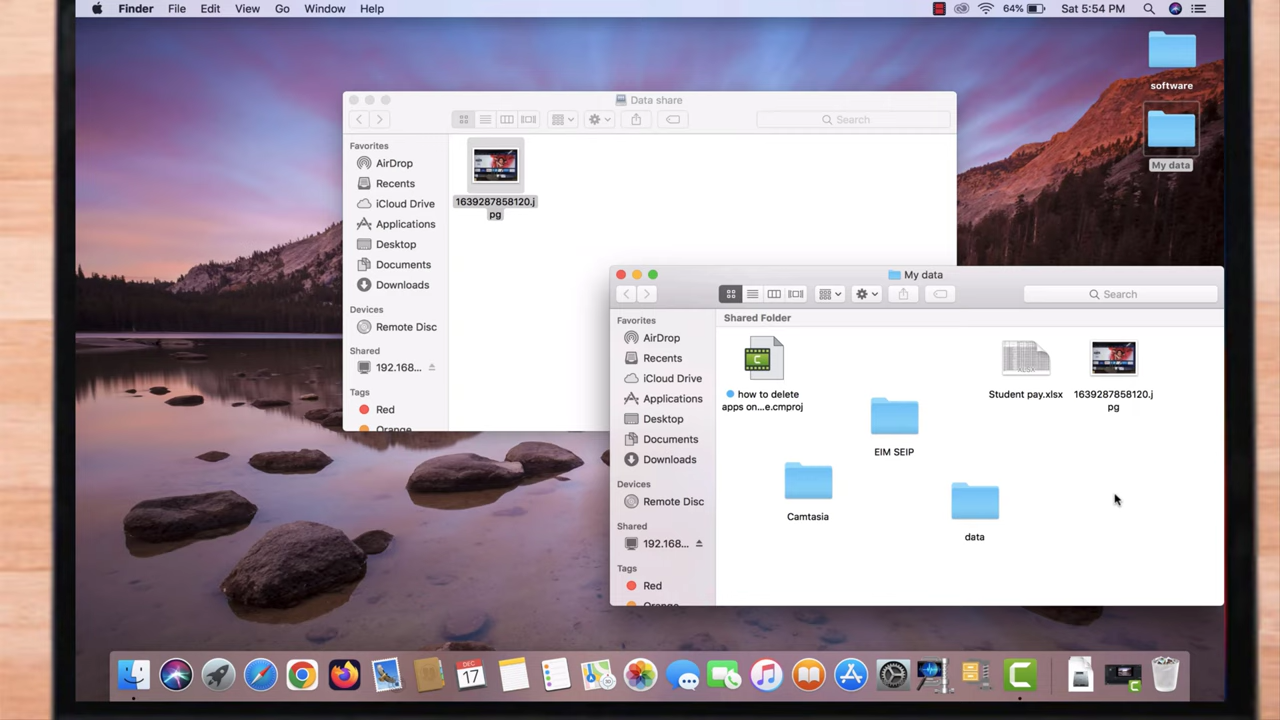 Finder File Edit View Go Window Help 64% Sat 5:54 PM
software
My data
Data share
Search
Favorites
AirDrop
Recents
iCloud Drive
Applications
Desktop
Documents
Downloads
Devices
Remote Disc
Shared
192.168...
Tags
Red
Orange
1639287858120.j
pg
My data
Search
Favorites
AirDrop
Recents
iCloud Drive
Applications
Desktop
Documents
Downloads
Devices
Remote Disc
Shared
192.168...
Tags
Red
Orange
Shared Folder
how to delete
apps on...e.cmproj
EIM SEIP
Student pay.xlsx
1639287858120.j
pg
Camtasia
data
DEC
17